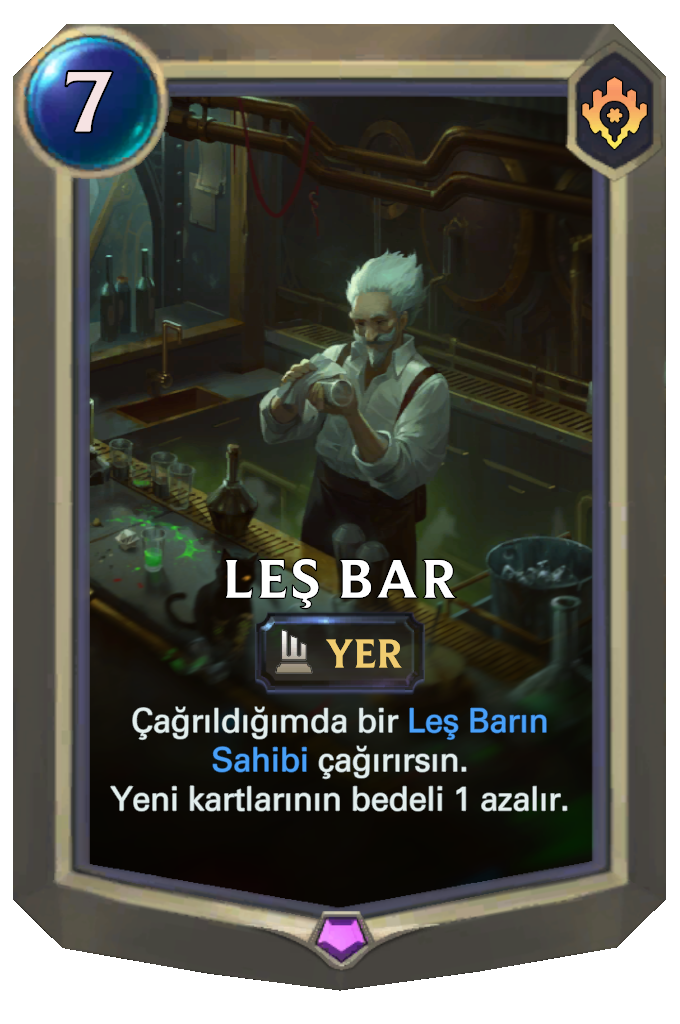 7
LEŞ BAR
YER
Çağrıldığımda bir Leş Barın
Sahibi çağırırsın.
Yeni kartlarının bedeli 1 azalır.